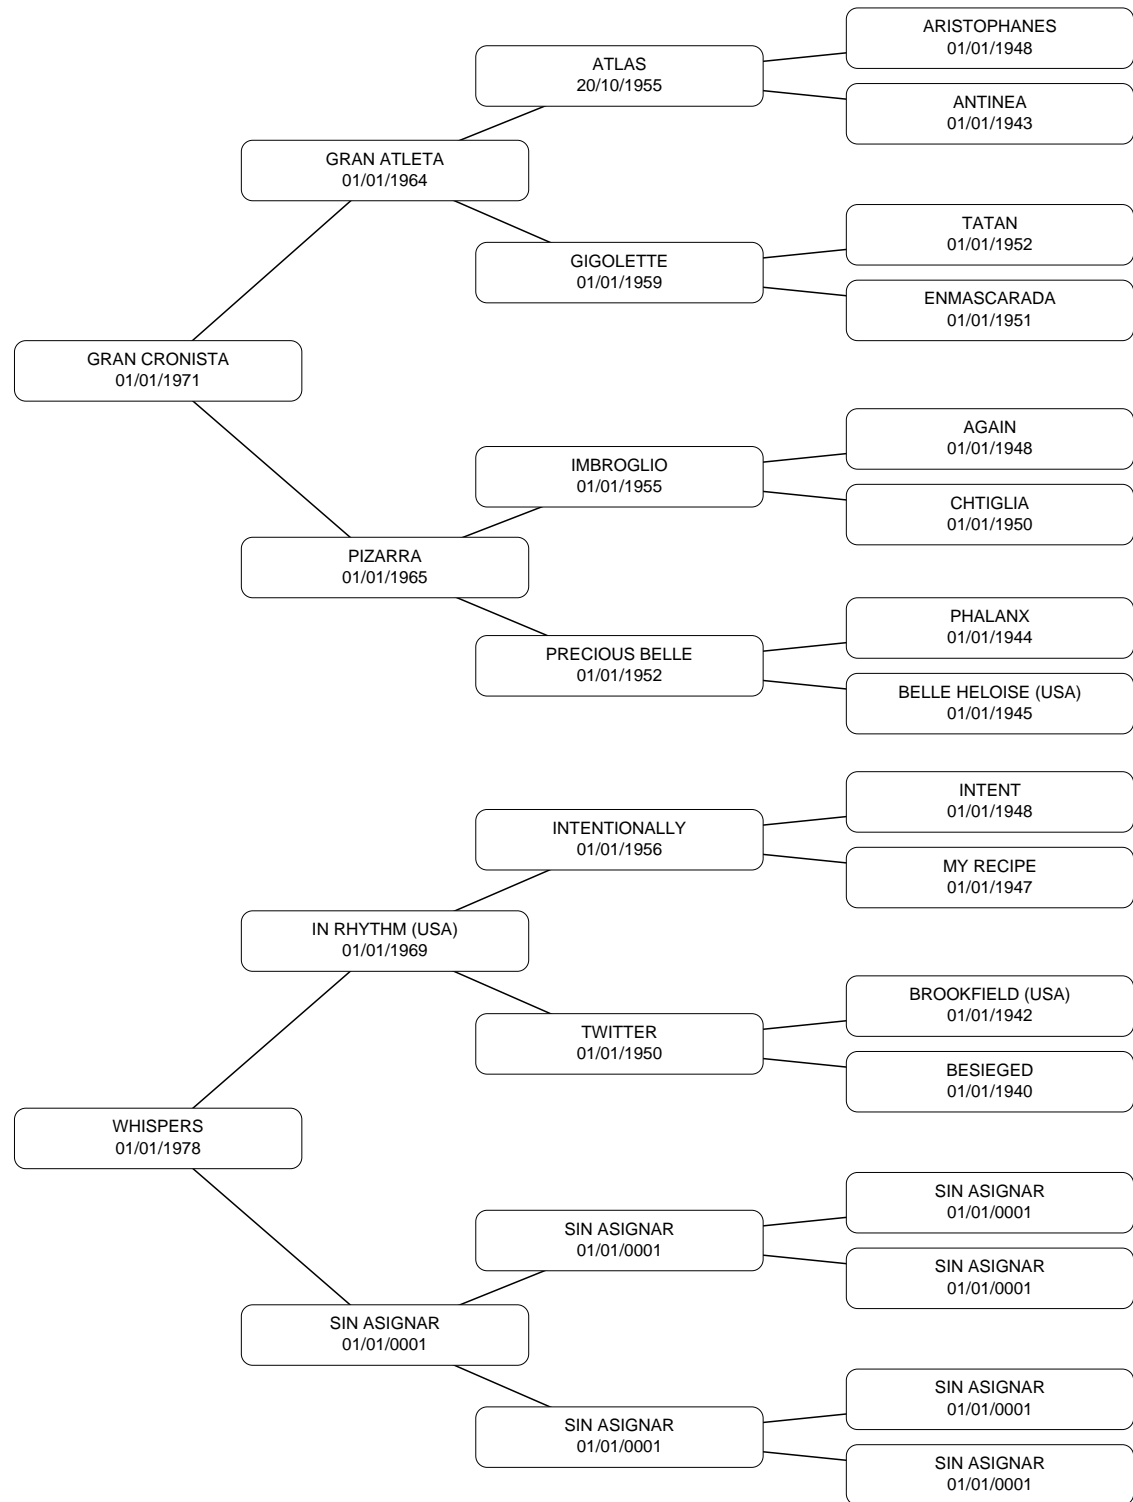 ARISTOPHANES
01/01/1948
ATLAS
20/10/1955
ANTINEA
01/01/1943
GRAN ATLETA
01/01/1964
TATAN
01/01/1952
GIGOLETTE
01/01/1959
ENMASCARADA
01/01/1951
GRAN CRONISTA
01/01/1971
AGAIN
01/01/1948
IMBROGLIO
01/01/1955
CHTIGLIA
01/01/1950
PIZARRA
01/01/1965
PHALANX
01/01/1944
PRECIOUS BELLE
01/01/1952
BELLE HELOISE (USA)
01/01/1945
INTENT
01/01/1948
INTENTIONALLY
01/01/1956
MY RECIPE
01/01/1947
IN RHYTHM (USA)
01/01/1969
BROOKFIELD (USA)
01/01/1942
TWITTER
01/01/1950
BESIEGED
01/01/1940
WHISPERS
01/01/1978
SIN ASIGNAR
01/01/0001
SIN ASIGNAR
01/01/0001
SIN ASIGNAR
01/01/0001
SIN ASIGNAR
01/01/0001
SIN ASIGNAR
01/01/0001
SIN ASIGNAR
01/01/0001
SIN ASIGNAR
01/01/0001